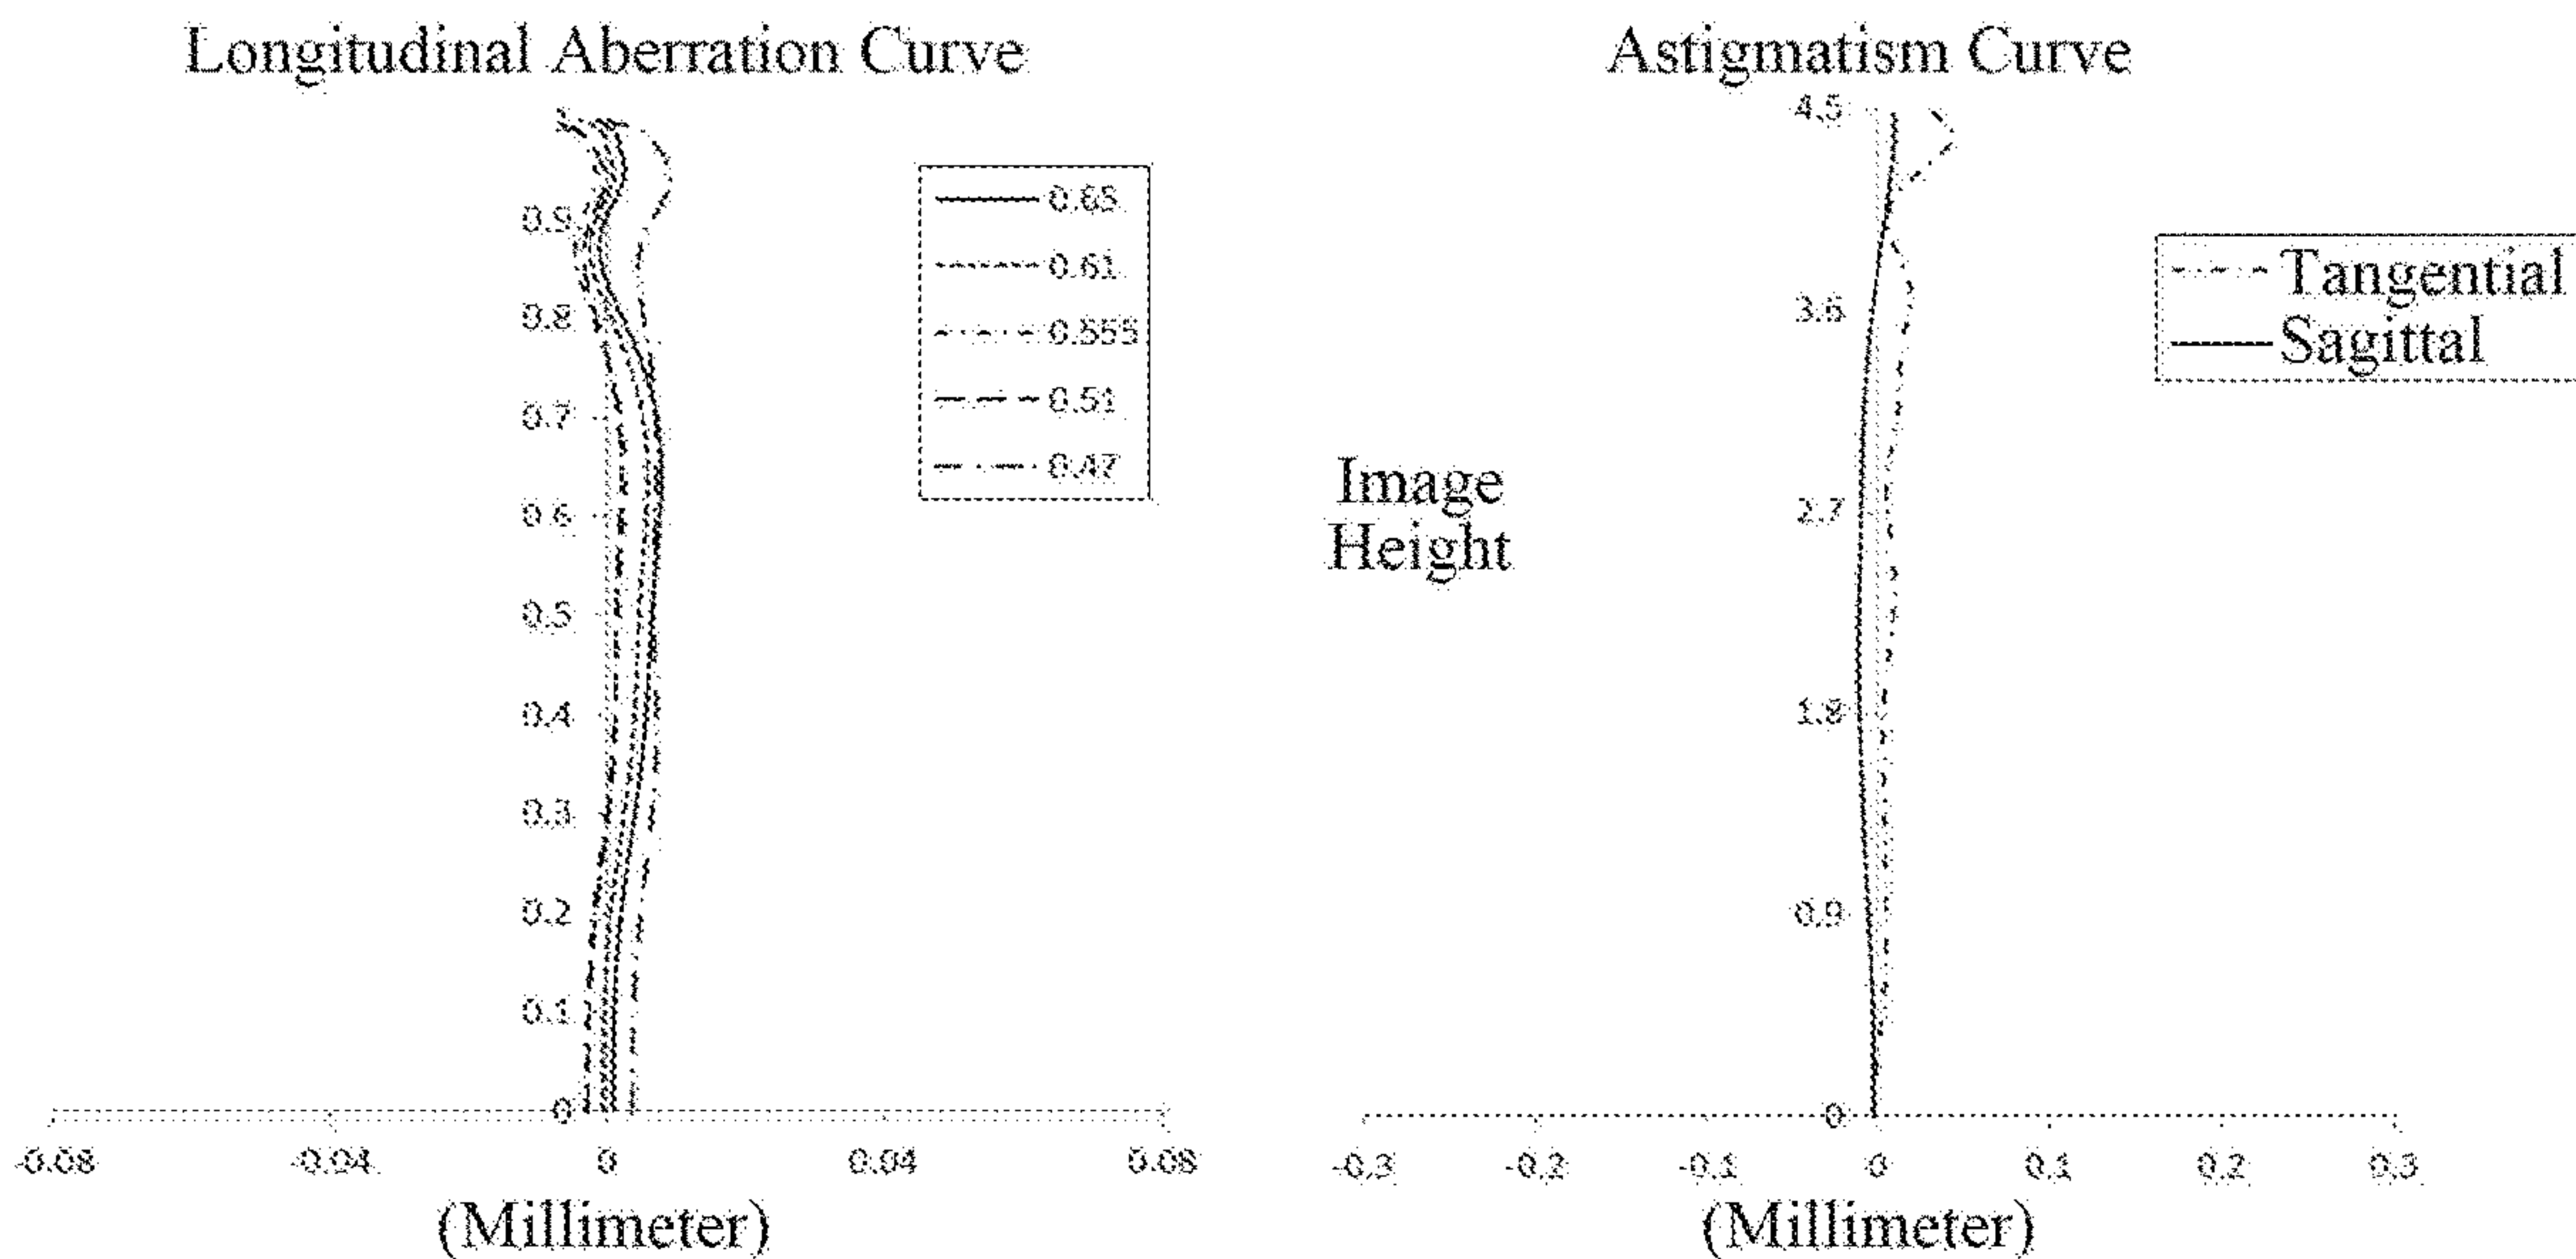 Longitudinal Aberration Curve
1
0.9
0.8
0.7
0.6
0.5
0.4
0.3
0.2
0.1
0
-0.08 -0.04 0 0.04 0.08
(Millimeter)
0.65
0.61
0.555
0.51
0.47
Astigmatism Curve
Image
Height
4.5
3.6
2.7
1.8
0.9
0
-0.3 -0.2 -0.1 0 0.1 0.2 0.3
(Millimeter)
Tangential
Sagittal